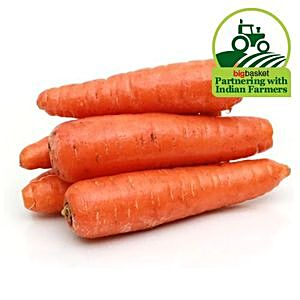 bigbasket
Partnering with
Indian Farmers